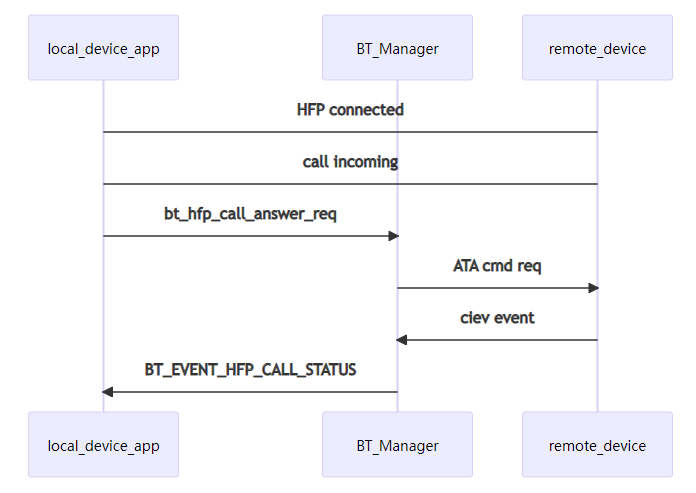 local_device_app
BT_Manager
remote_device
HFP connected
call incoming
bt_hfp_call_answer_req
ATA cmd req
ciev event
BT_EVENT_HFP_CALL_STATUS
local_device_app
BT_Manager
remote_device